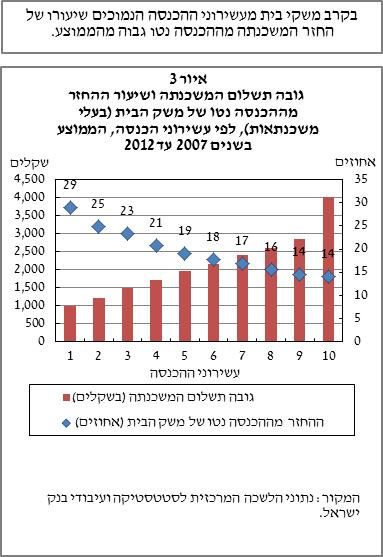 בקרב משקי בית מעשירוני ההכנסה הנמוכים שיעורו של
החזר המשכנתה מההכנסה נטו גבוה מהממוצע.
איור 3
גובה תשלום המשכנתה ושיעור ההחזר
מההכנסה נטו של משק הבית (בעלי
משכנתאות), לפי עשירוני הכנסה, הממוצע
בשנים 2007 עד 2012
שקלים
אחוזים
4,500
4,000
3,500
3,000
2,500
2,000
1,500
1,000
500
0
35
30
25
20
15
10
5
0
29 25 23 21 19 18 17 16 14 14
1 2 3 4 5 6 7 8 9 10
עשירוני ההכנסה
גובה תשלום המשכנתה (בשקלים)
ההחזר מההכנסה נטו של משק הבית (אחוזים)
המקור: נתוני הלשכה המרכזית לסטטסטיקה ועיבודי בנק
ישראל.